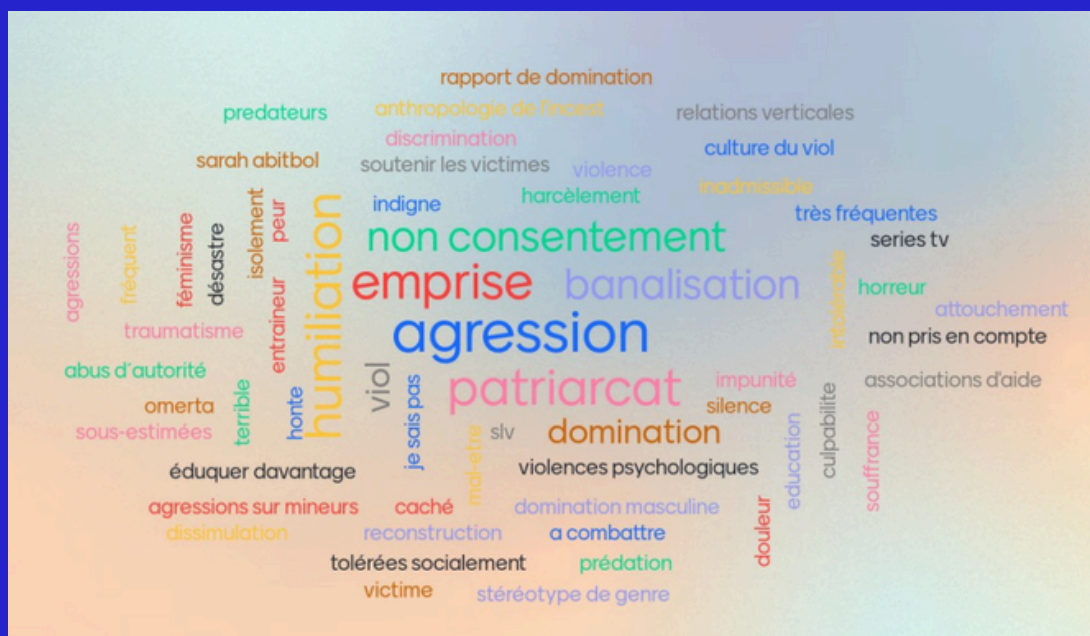 rapport de domination
predateurs
anthropologie de l'incest
relations verticales
discrimination
culture du viol
sarah abitbol
soutenir les victimes
violence
inadmissible
harcèlement
indigne
très fréquentes
series tv
agressions
fréquent
féminisme
désastre
isolement
peur
humiliation
non consentement
emprise
banalisation
intolérable
horreur
attouchement
agression
non pris en compte
traumatisme
entraineur
abus d'autorité
viol
patriarcat
impunité
associations d'aide
omerta
terrible
honte
je sais pas
silence
culpabilite
sous-estimées
mal-etre
slv
domination
education
souffrance
éduquer davantage
violences psychologiques
agressions sur mineurs
caché
domination masculine
douleur
dissimulation
reconstruction
a combattre
tolérées socialement
prédation
victime
stéréotype de genre